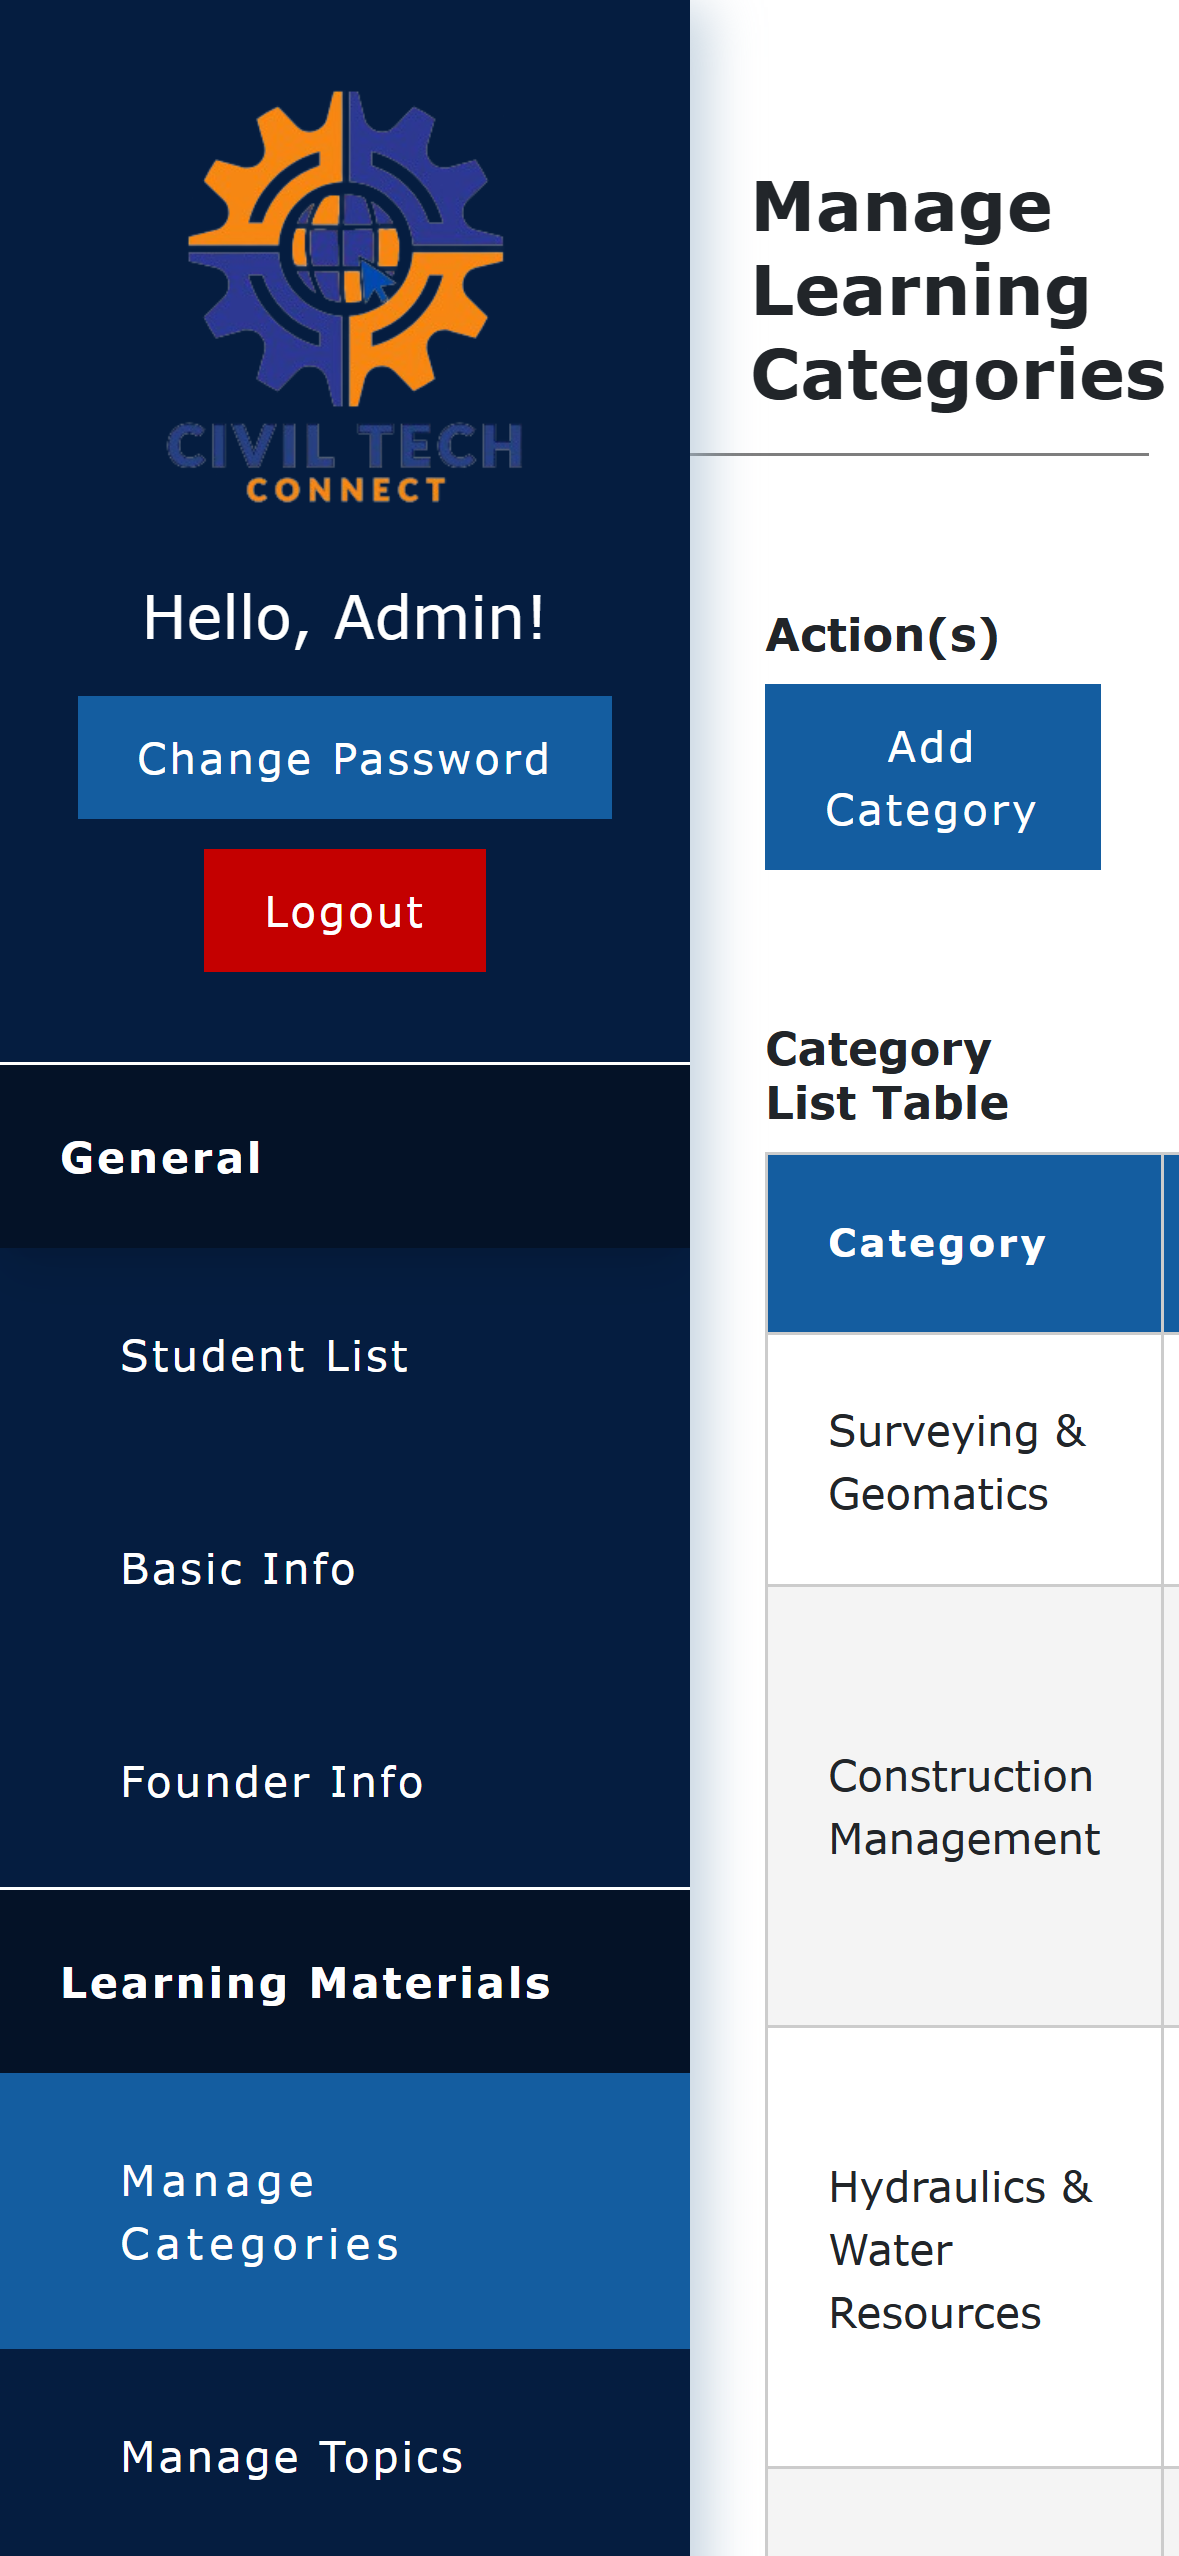 CIVIL TECH
CONNECT
Hello, Admin!
Change Password
Logout
General
Student List
Basic Info
Founder Info
Learning Materials
Manage
Categories
Manage Topics
Manage
Learning
Categories
Action(s)
Add
Category
Category
List Table
Category
Surveying &
Geomatics
Construction
Management
Hydraulics &
Water
Resources